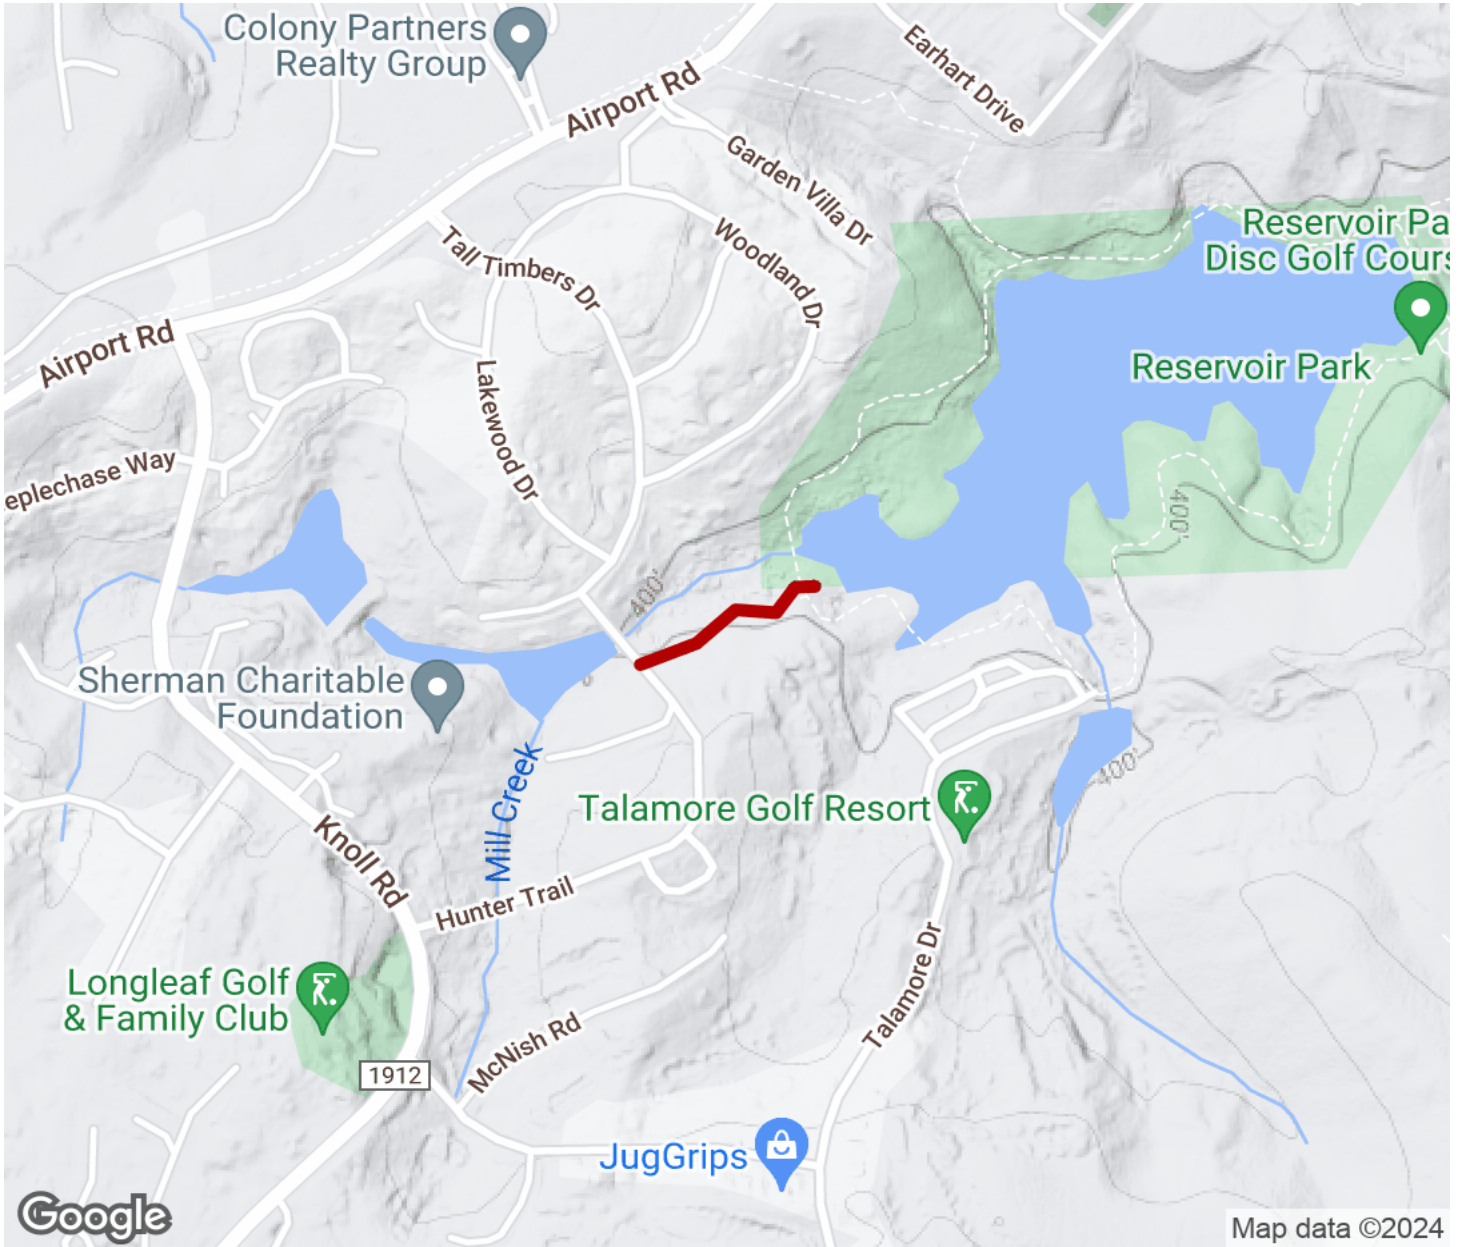 Colony Partners
Realty Group
Airport Rd
Earhart Drive
Garden Villa Dr
Woodland Dr
Tall Timbers Dr
Reservoir Pa
Disc Golf Cours
Reservoir Park
Airport Rd
Lakewood Dr
eplechase Way
400'
400'
Sherman Charitable
Foundation
400'
Mill Creek
Talamore Golf Resort
Knoll Rd
Hunter Trail
Talamore Dr
Longleaf Golf
& Family Club
McNish Rd
1912
JugGrips
Google
Map data ©2024